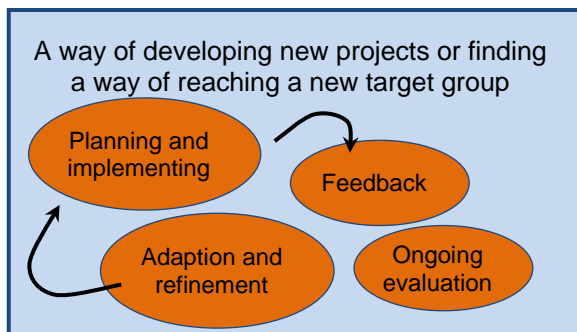 A way of developing new projects or finding
a way of reaching a new target group
Planning and
implementing
Feedback
Adaption and
refinement
Ongoing
evaluation